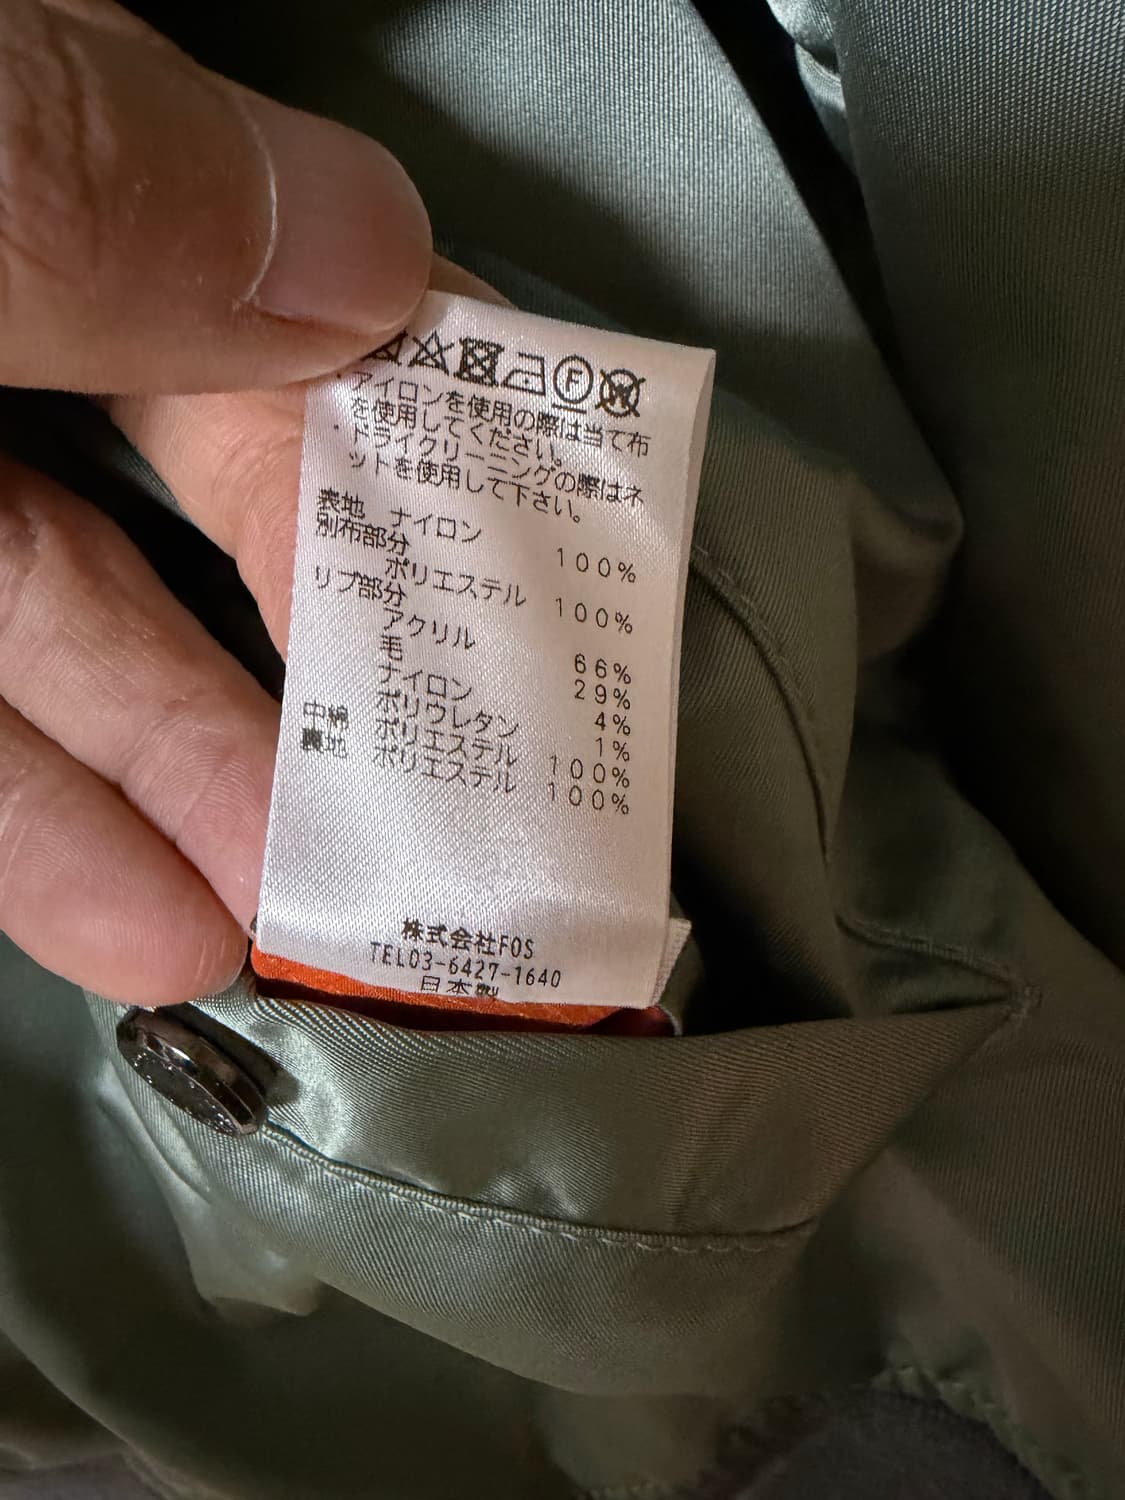 F
W
・アイロンを使用の際は当て布
を使用してください。
・ドライクリーニングの際はネ
ットを使用して下さい。
表地 ナイロン 100%
別布部分
ポリエステル 100%
リブ部分
アクリル 66%
毛 29%
ナイロン 4%
ポリウレタン 1%
中綿 ポリエステル 100%
裏地 ポリエステル 100%
株式会社FOS
TEL03-6427-1640
日本製